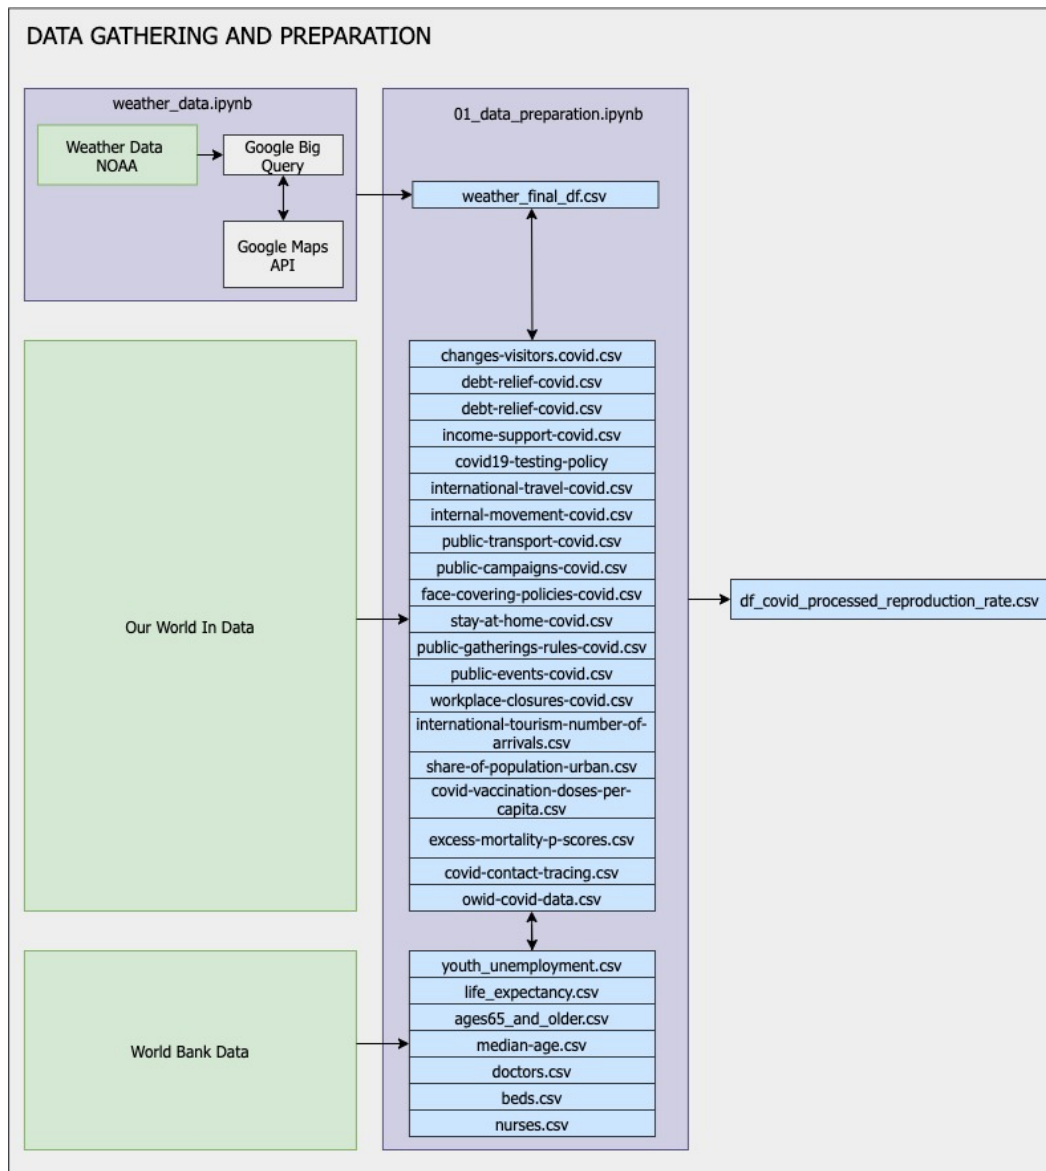 DATA GATHERING AND PREPARATION
weather_data.ipynb
Weather Data
NOAA
Google Big
Query
Google Maps
API
01_data_preparation.ipynb
weather_final_df.csv
Our World In Data
changes-visitors.covid.csv
debt-relief-covid.csv
debt-relief-covid.csv
income-support-covid.csv
covid19-testing-policy
international-travel-covid.csv
internal-movement-covid.csv
public-transport-covid.csv
public-campaigns-covid.csv
face-covering-policies-covid.csv
stay-at-home-covid.csv
public-gatherings-rules-covid.csv
public-events-covid.csv
workplace-closures-covid.csv
international-tourism-number-of-
arrivals.csv
share-of-population-urban.csv
covid-vaccination-doses-per-
capita.csv
excess-mortality-p-scores.csv
covid-contact-tracing.csv
owid-covid-data.csv
World Bank Data
youth_unemployment.csv
life_expectancy.csv
ages65_and_older.csv
median-age.csv
doctors.csv
beds.csv
nurses.csv
df_covid_processed_reproduction_rate.csv